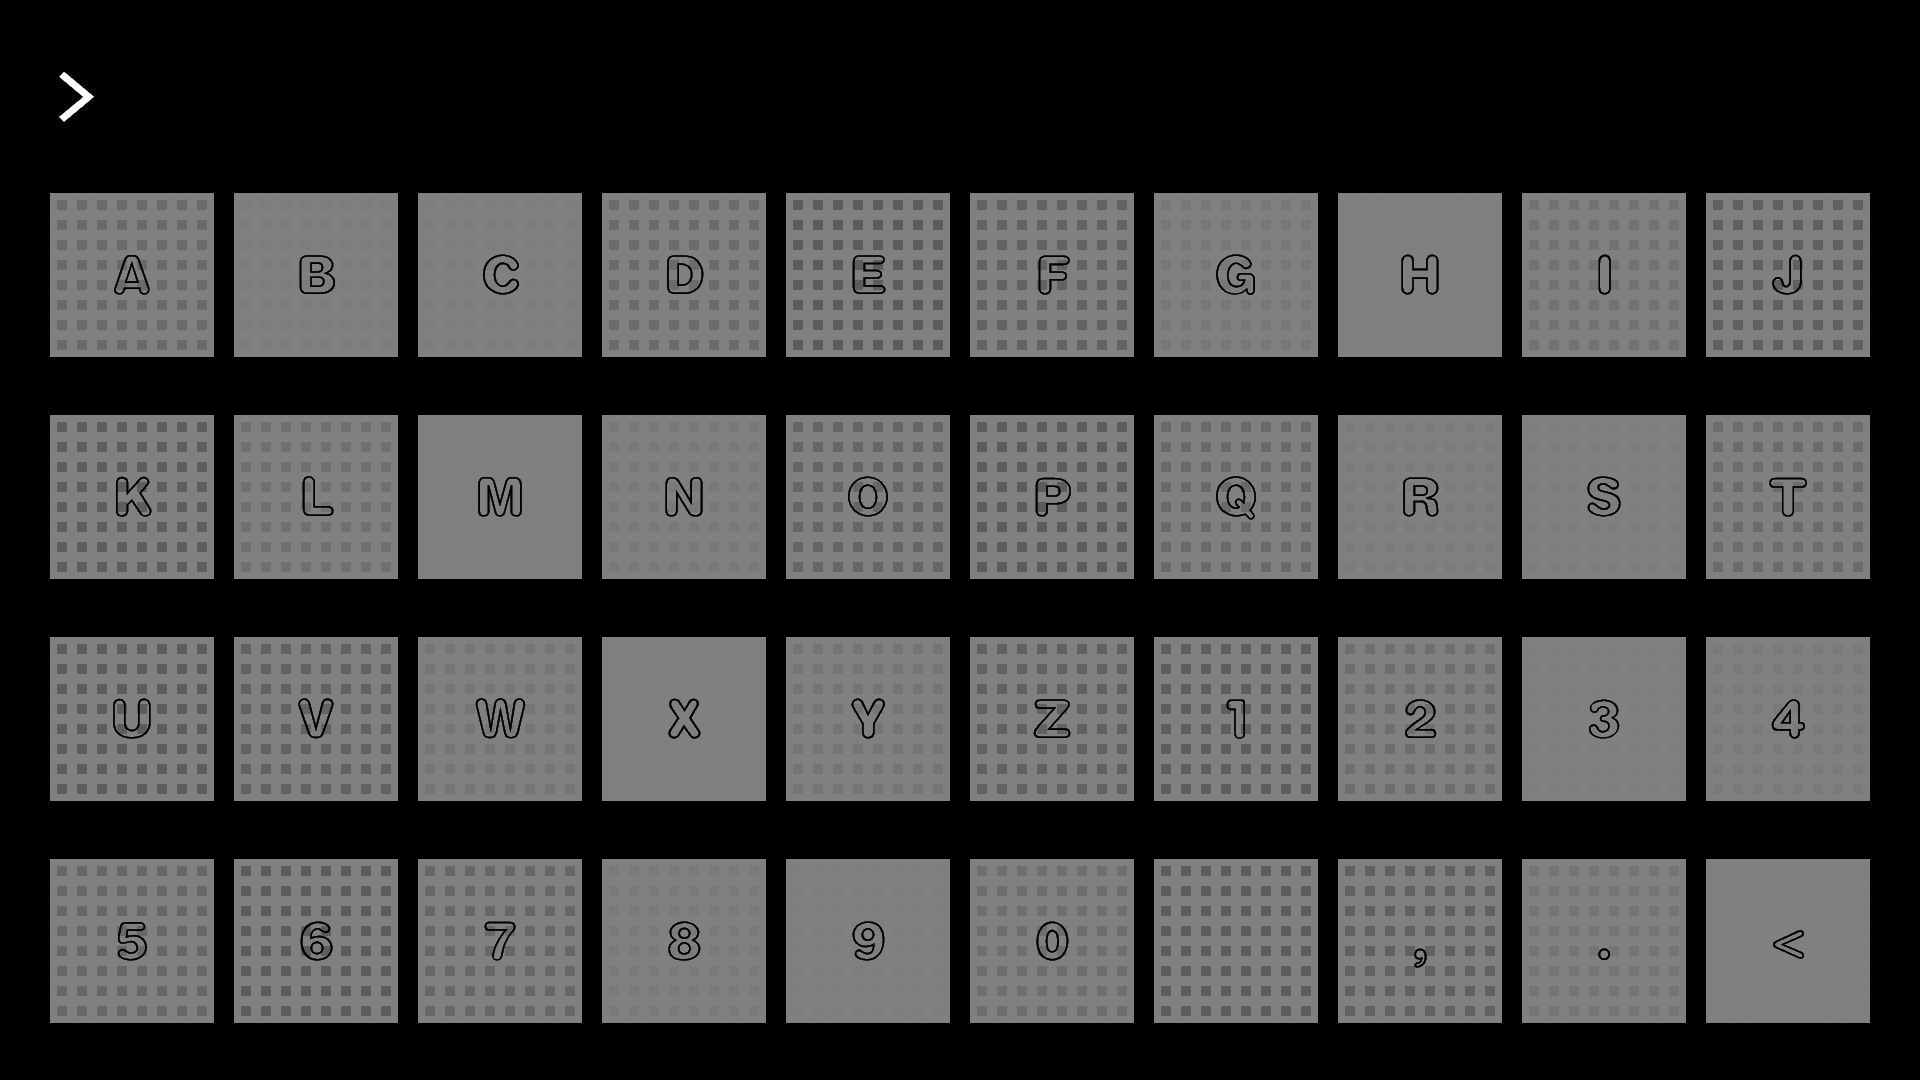 >
A B C D E F G H I J
K L M N O P Q R S T
U V W X Y Z 1 2 3 4
5 6 7 8 9 0 , . <